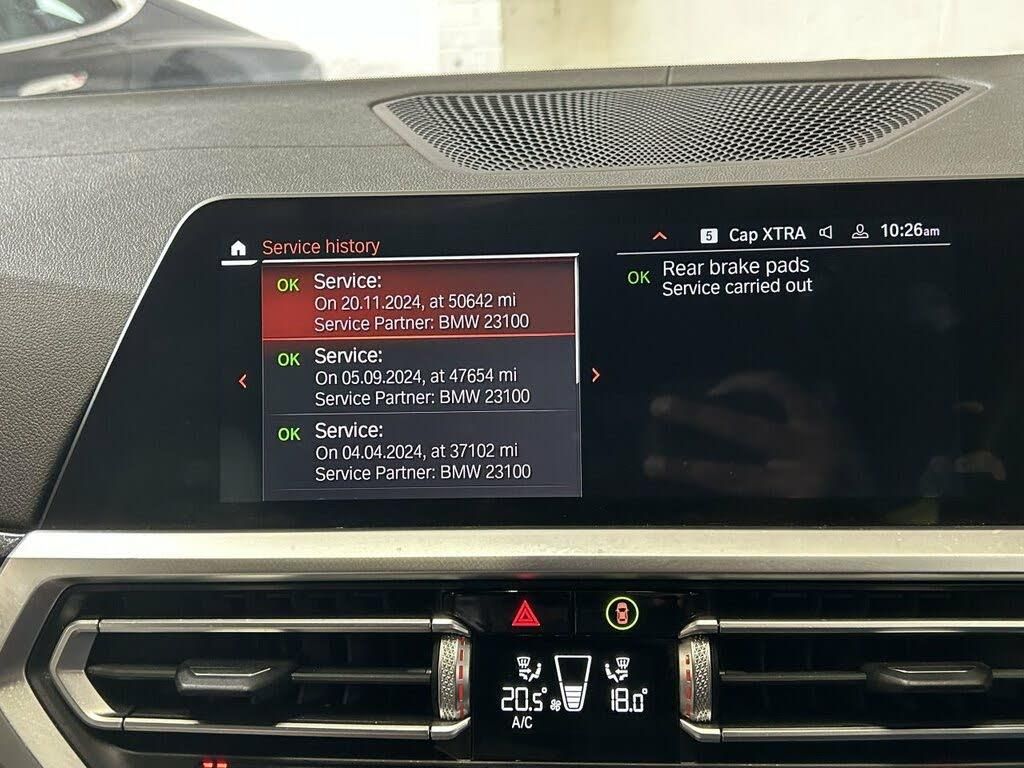 Service history
5 Cap XTRA 10:26am
OK Service:
On 20.11.2024, at 50642 mi
Service Partner: BMW 23100
OK Service:
On 05.09.2024, at 47654 mi
Service Partner: BMW 23100
OK Service:
On 04.04.2024, at 37102 mi
Service Partner: BMW 23100
OK Rear brake pads
Service carried out
20.5° 18.0°
A/C